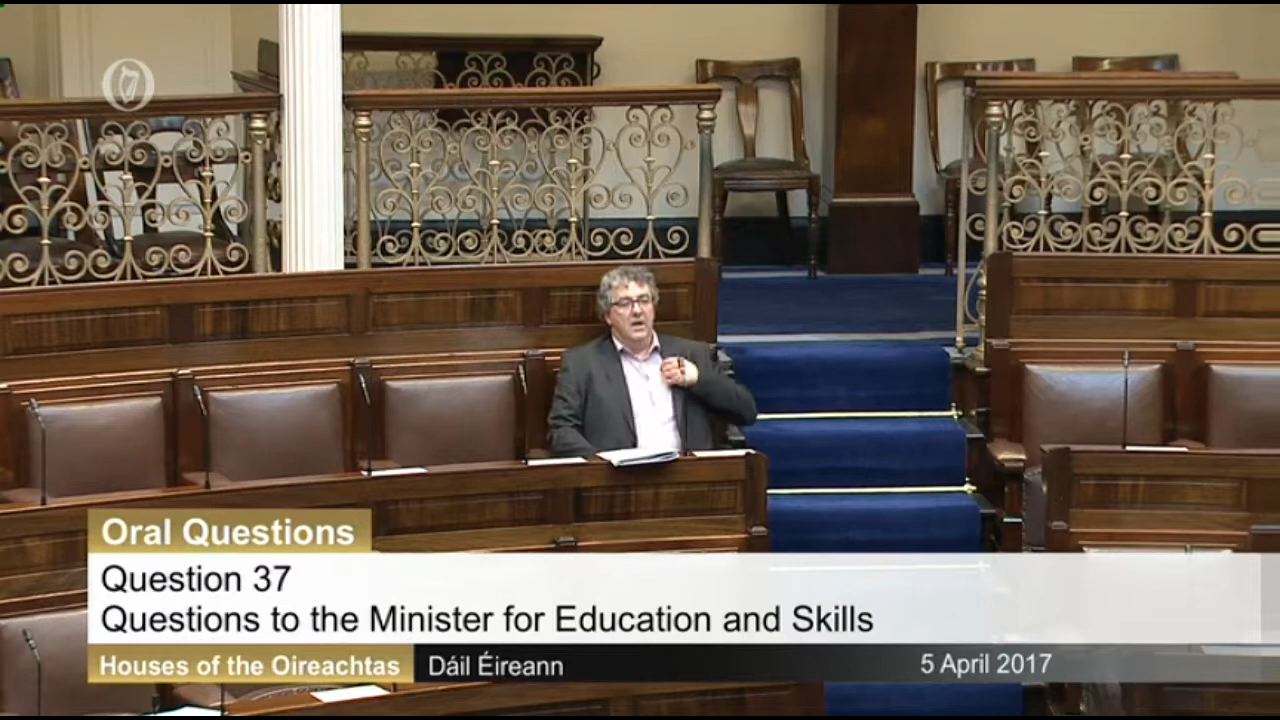 Oral Questions
Question 37
Questions to the Minister for Education and Skills
Houses of the Oireachtas
Dáil Éireann
5 April 2017